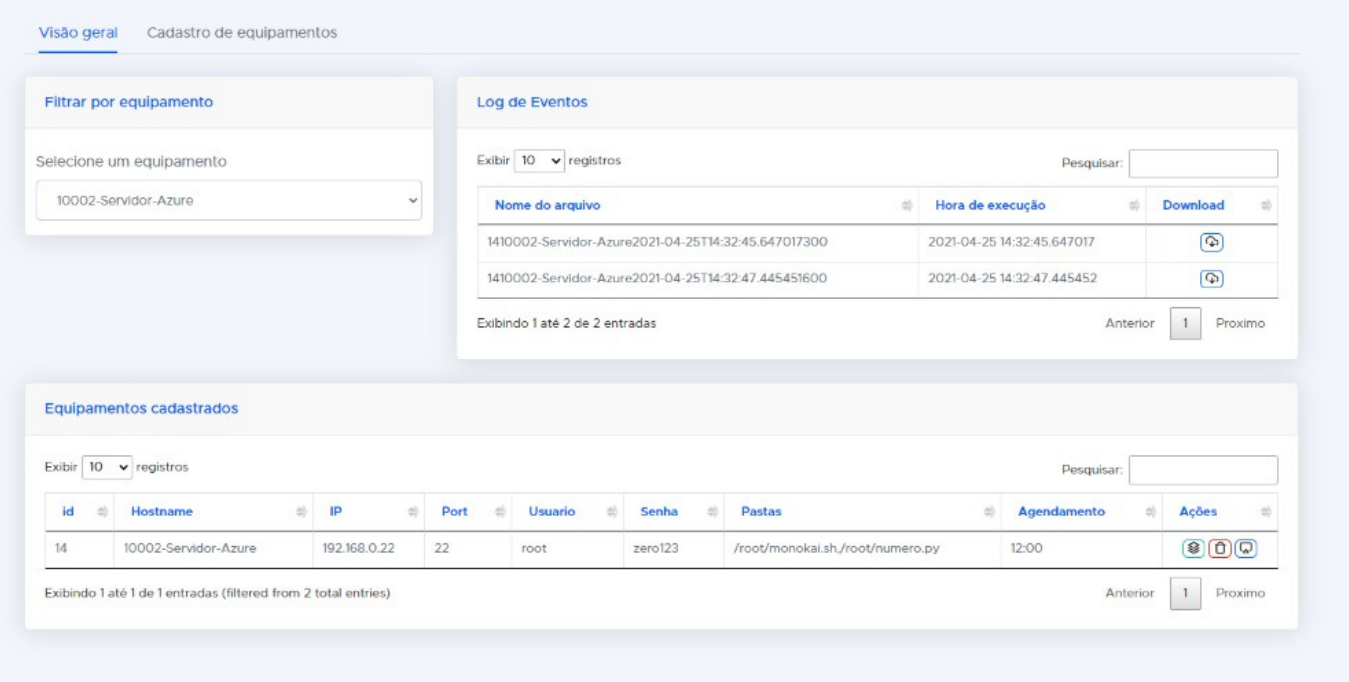 Visão geral Cadastro de equipamentos
Filtrar por equipamento
Selecione um equipamento
10002-Servidor-Azure
Log de Eventos
Exibir 10 registros Pesquisar:
Nome do arquivo Hora de execução Download
1410002-Servidor-Azure2021-04-25T14:32:45.647017300 2021-04-25 14:32:45.647017
1410002-Servidor-Azure2021-04-25T14:32:47.445451600 2021-04-25 14:32:47.445452
Exibindo 1 até 2 de 2 entradas Anterior 1 Proximo
Equipamentos cadastrados
Exibir 10 registros Pesquisar:
id Hostname IP Port Usuario Senha Pastas Agendamento Ações
14 10002-Servidor-Azure 192.168.0.22 22 root zero123 /root/monokai.sh,/root/numero.py 12:00
Exibindo 1 até 1 de 1 entradas (filtered from 2 total entries) Anterior 1 Proximo